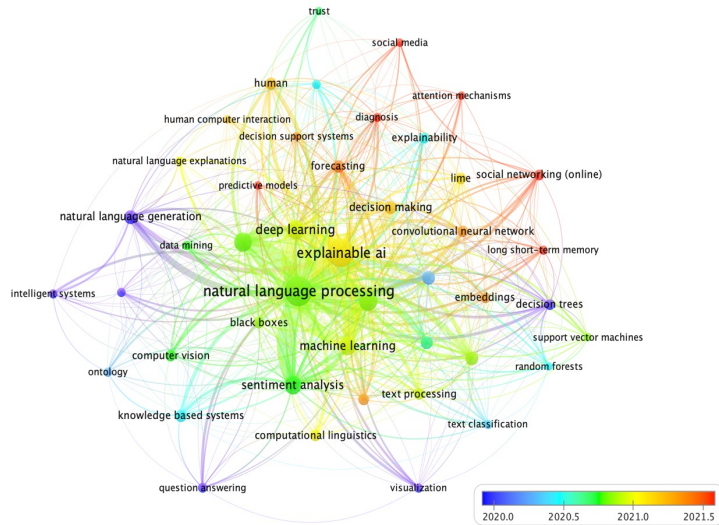 trust
social media
human
attention mechanisms
human computer interaction
diagnosis
decision support systems
explainability
natural language explanations
forecasting
lime
social networking (online)
predictive models
decision making
natural language generation
deep learning
convolutional neural network
data mining
explainable ai
long short-term memory
natural language processing
intelligent systems
embeddings
decision trees
black boxes
support vector machines
machine learning
computer vision
random forests
ontology
sentiment analysis
text processing
knowledge based systems
text classification
computational linguistics
question answering
visualization
2020.0 2020.5 2021.0 2021.5